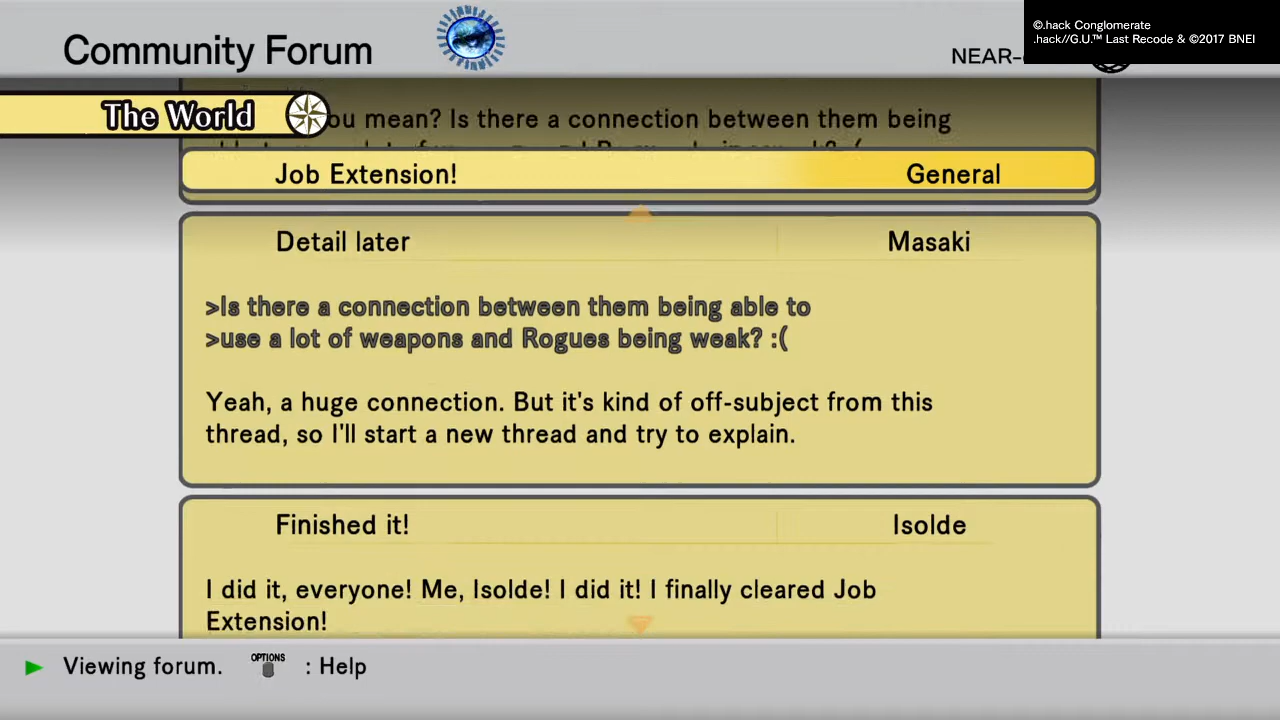 Community Forum
©.hack Conglomerate
.hack//G.U.™ Last Recode & ©2017 BNEI
The World
ou mean? Is there a connection between them being
Job Extension!
General
Detail later
Masaki
>Is there a connection between them being able to
>use a lot of weapons and Rogues being weak? :(
Yeah, a huge connection. But it's kind of off-subject from this
thread, so I'll start a new thread and try to explain.
Finished it!
Isolde
I did it, everyone! Me, Isolde! I did it! I finally cleared Job
Extension!
Viewing forum.
OPTIONS
: Help